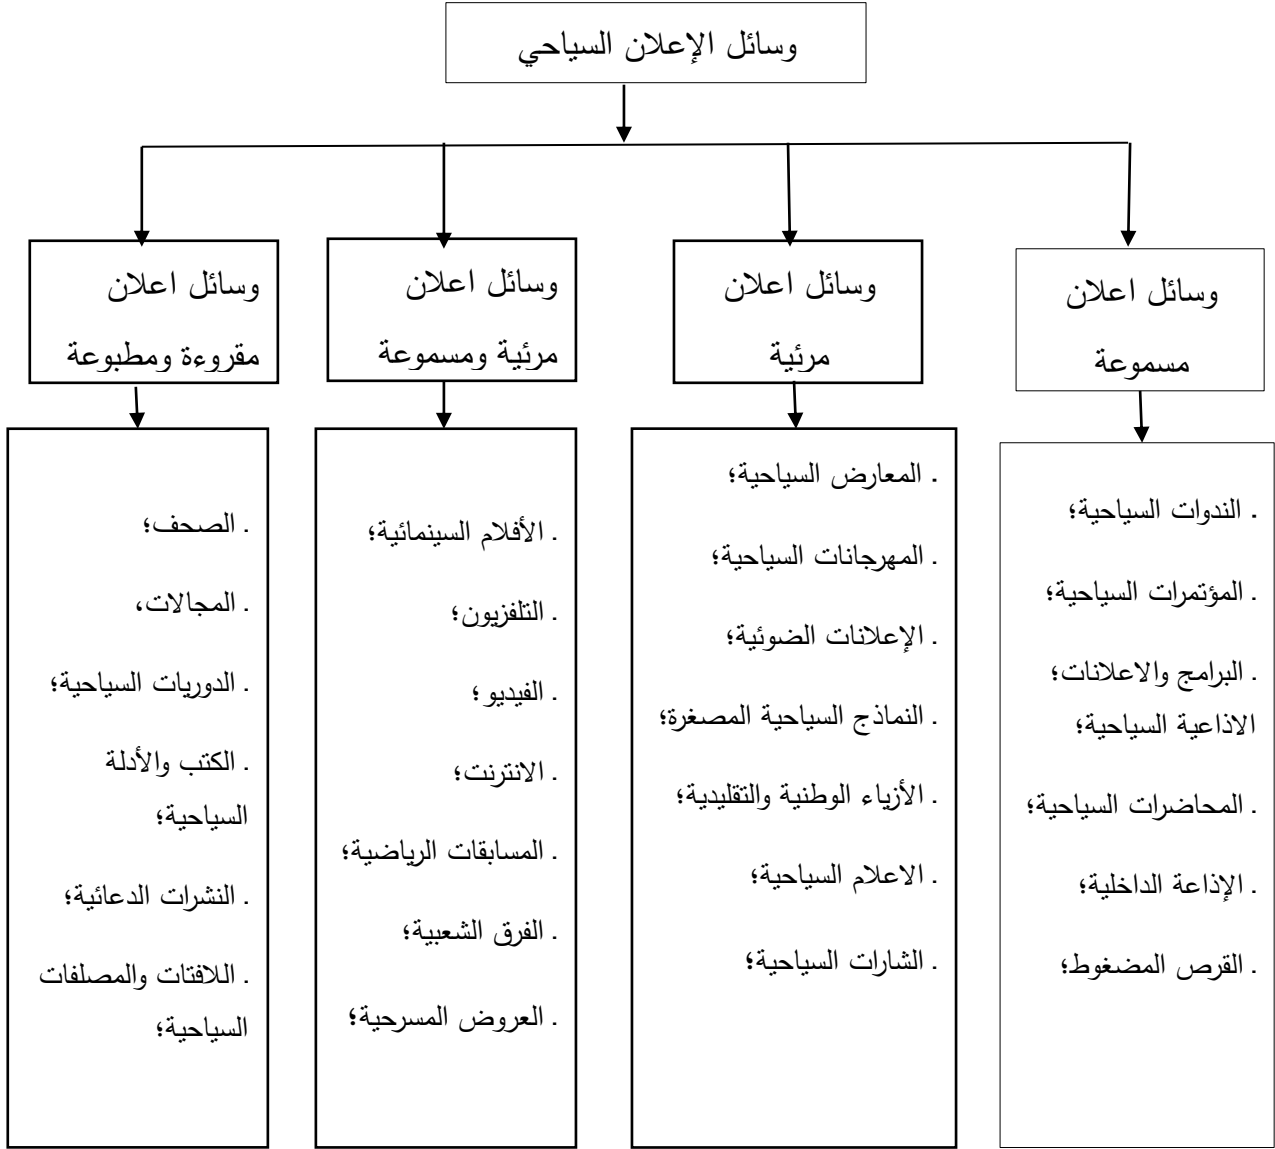 وسائل الإعلان السياحي
وسائل اعلان
مسموعة
وسائل اعلان
مرئية
وسائل اعلان
مرئية ومسموعة
وسائل اعلان
مقروءة ومطبوعة
. الندوات السياحية؛
. المؤتمرات السياحية؛
. البرامج والاعلانات؛
الاذاعية السياحية؛
. المحاضرات السياحية؛
. الإذاعة الداخلية؛
. القرص المضغوط؛
. المعارض السياحية؛
. المهرجانات السياحية؛
. الإعلانات الضوئية؛
. النماذج السياحية المصغرة؛
. الأزياء الوطنية والتقليدية؛
. الاعلام السياحية؛
. الشارات السياحية؛
. الأفلام السينمائية؛
. التلفزيون؛
. الفيديو؛
. الانترنت؛
. المسابقات الرياضية؛
. الفرق الشعبية؛
. العروض المسرحية؛
. الصحف؛
. المجالات،
. الدوريات السياحية؛
. الكتب والأدلة
السياحية؛
. النشرات الدعائية؛
. اللافتات والمصلفات
السياحية؛